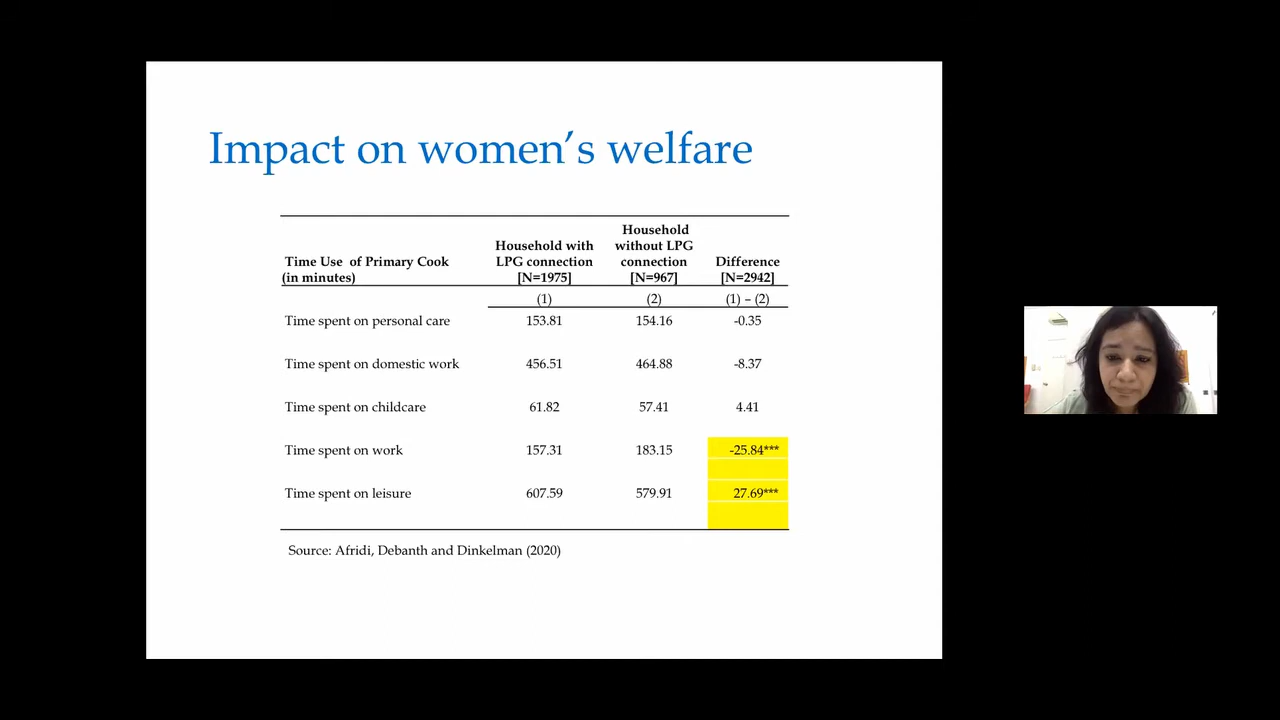 Impact on women's welfare
Time Use of Primary Cook (in minutes) Household with LPG connection [N=1975] Household without LPG connection [N=967] Difference [N=2942]
(1) (2) (1) – (2)
Time spent on personal care 153.81 154.16 -0.35
Time spent on domestic work 456.51 464.88 -8.37
Time spent on childcare 61.82 57.41 4.41
Time spent on work 157.31 183.15 -25.84***
Time spent on leisure 607.59 579.91 27.69***
Source: Afridi, Debanth and Dinkelman (2020)